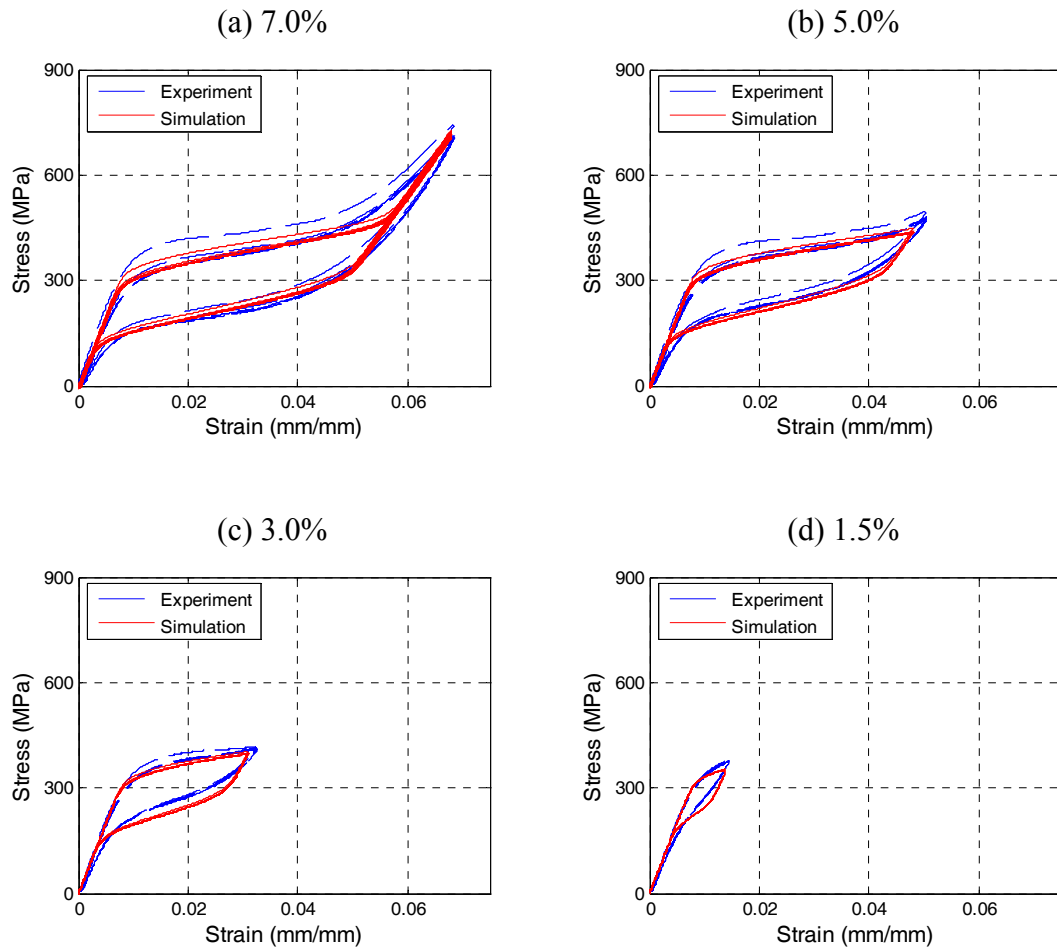 (a) 7.0%
900
600
300
0
Stress (MPa)
Experiment
Simulation
0
0.02
0.04
0.06
Strain (mm/mm)
(b) 5.0%
900
600
300
0
Stress (MPa)
Experiment
Simulation
0
0.02
0.04
0.06
Strain (mm/mm)
(c) 3.0%
900
600
300
0
Stress (MPa)
Experiment
Simulation
0
0.02
0.04
0.06
Strain (mm/mm)
(d) 1.5%
900
600
300
0
Stress (MPa)
Experiment
Simulation
0
0.02
0.04
0.06
Strain (mm/mm)